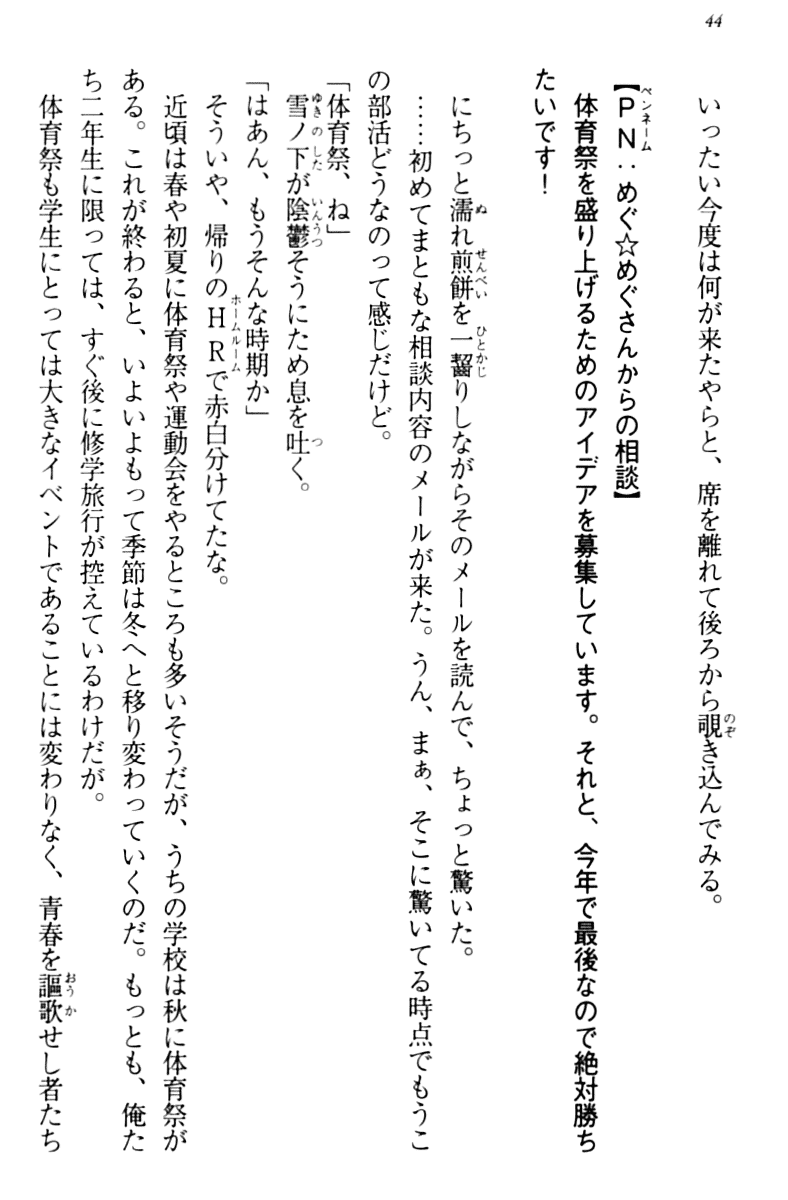 44
いったい今度は何が来たやらと、席を離れて後ろから覗き込んでみる。
【PN：めぐ☆めぐさんからの相談】
体育祭を盛り上げるためのアイデアを募集しています。それと、今年で最後なので絶対勝ち
たいです！
にちっと濡れ煎餅を一齧りしながらそのメールを読んで、ちょっと驚いた。
……初めてまともな相談内容のメールが来た。うん、まぁ、そこに驚いてる時点でもうこ
の部活どうなのって感じだけど。
「体育祭、ね」
雪ノ下が陰鬱そうにため息を吐く。
「はあん、もうそんな時期か」
そういや、帰りのHRで赤白分けてたな。
近頃は春や初夏に体育祭や運動会をやるところも多いそうだが、うちの学校は秋に体育祭が
ある。これが終わると、いよいよもって季節は冬へと移り変わっていくのだ。もっとも、俺た
ち二年生に限っては、すぐ後に修学旅行が控えているわけだが。
体育祭も学生にとっては大きなイベントであることには変わりなく、青春を謳歌せし者たち